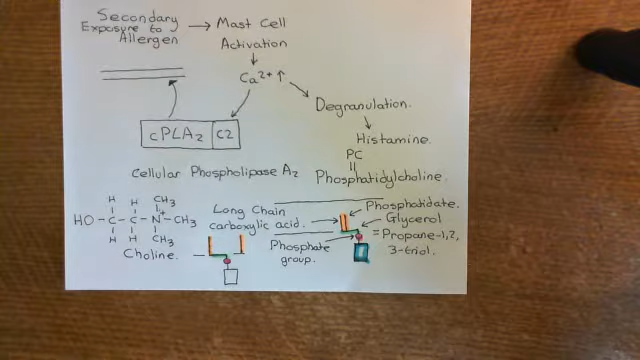 Secondary
Exposure to
Allergen
Mast Cell
Activation
Ca2+ ↑
Degranulation.
Histamine.
cPLA2 C2
PC
=
Phosphatidylcholine.
Cellular Phospholipase A2
H H CH3
HO - C - C - N+ - CH3
H H CH3
Choline.
Long Chain
carboxylic acid.
Phosphatidate.
Glycerol
= Propane-1,2,
3-triol.
Phosphate
group.